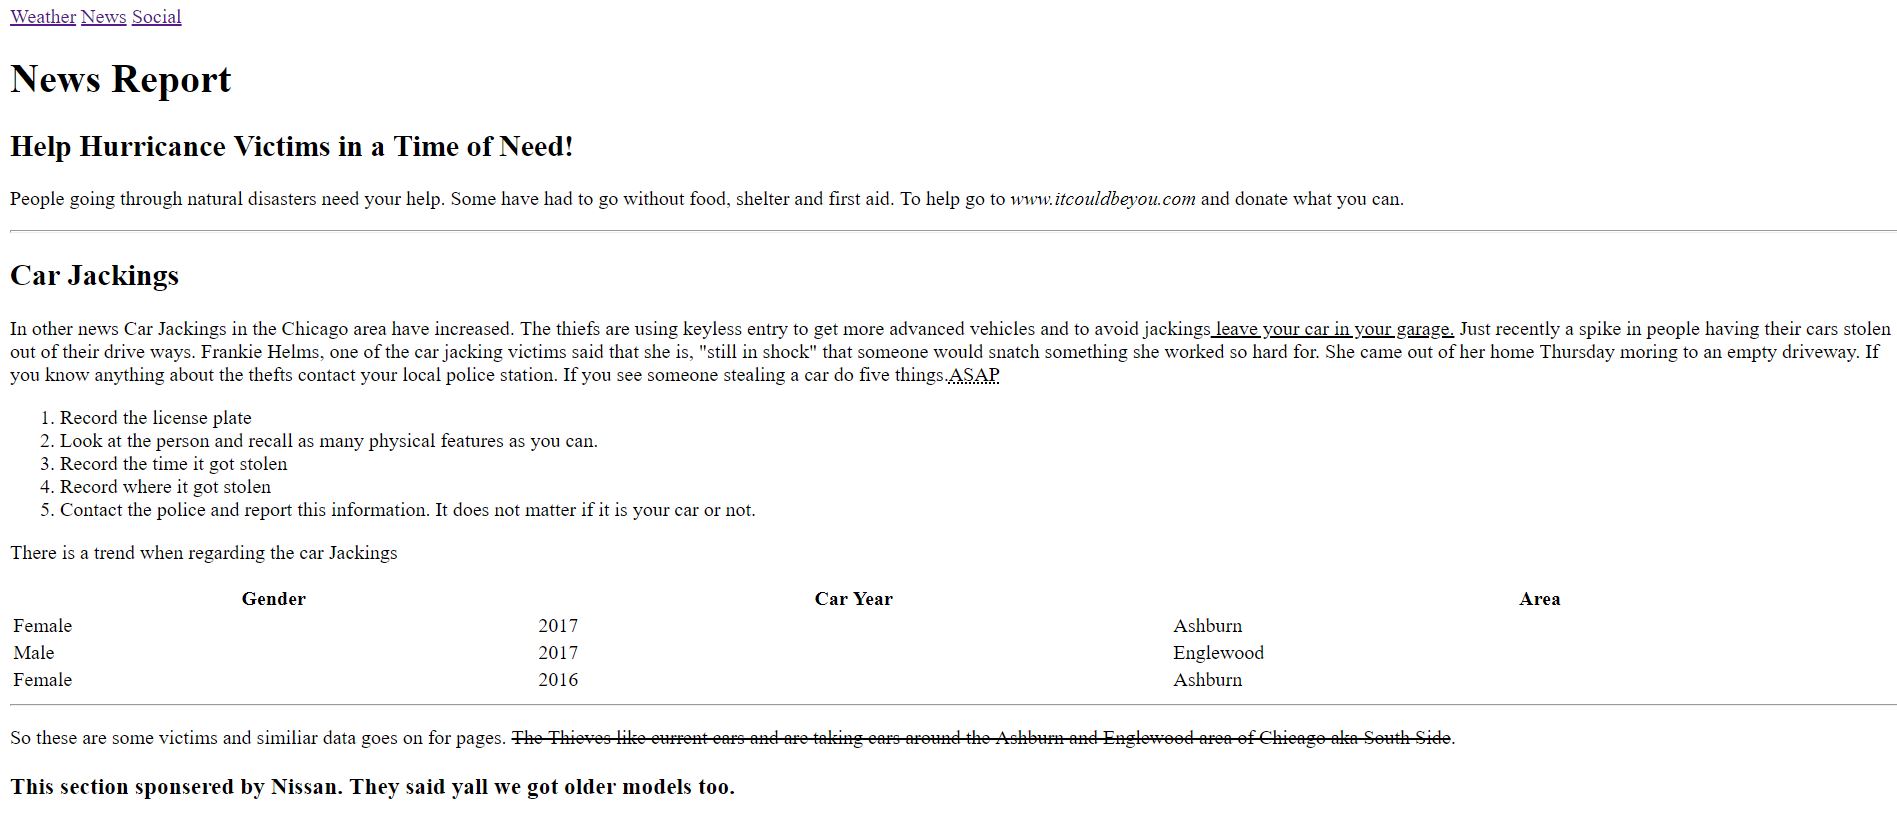 Weather News Social
News Report
Help Hurricance Victims in a Time of Need!
People going through natural disasters need your help. Some have had to go without food, shelter and first aid. To help go to www.itcouldbeyou.com and donate what you can.
Car Jackings
In other news Car Jackings in the Chicago area have increased. The thiefs are using keyless entry to get more advanced vehicles and to avoid jackings leave your car in your garage. Just recently a spike in people having their cars stolen
out of their drive ways. Frankie Helms, one of the car jacking victims said that she is, "still in shock" that someone would snatch something she worked so hard for. She came out of her home Thursday moring to an empty driveway. If
you know anything about the thefts contact your local police station. If you see someone stealing a car do five things.ASAP
1. Record the license plate
2. Look at the person and recall as many physical features as you can.
3. Record the time it got stolen
4. Record where it got stolen
5. Contact the police and report this information. It does not matter if it is your car or not.
There is a trend when regarding the car Jackings
Gender Car Year Area
Female 2017 Ashburn
Male 2017 Englewood
Female 2016 Ashburn
So these are some victims and similiar data goes on for pages. The Thieves like current cars and are taking cars around the Ashburn and Englewood area of Chicago aka South Side.
This section sponsered by Nissan. They said yall we got older models too.